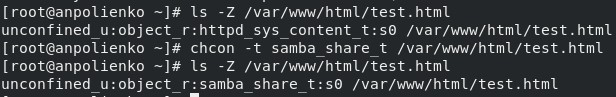 [root@anpolienko ~]# ls -Z /var/www/html/test.html
unconfined_u:object_r:httpd_sys_content_t:s0 /var/www/html/test.html
[root@anpolienko ~]# chcon -t samba_share_t /var/www/html/test.html
[root@anpolienko ~]# ls -Z /var/www/html/test.html
unconfined_u:object_r:samba_share_t:s0 /var/www/html/test.html